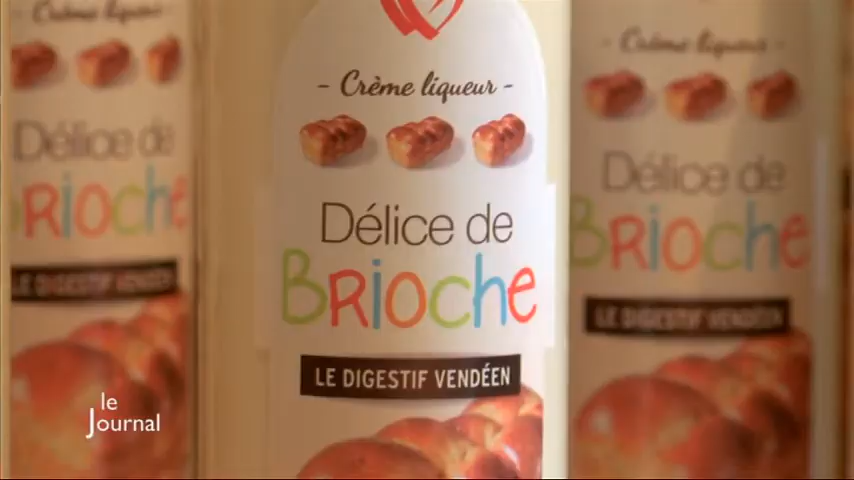 - Crème liqueur -
Délice de
BRioche
LE DIGESTIF VENDÉEN
Délice de
BRioche
LE DIGESTIF VENDÉEN
- Crème liqueur -
Délice de
BRioche
LE DIGESTIF VENDÉEN
le
Journal